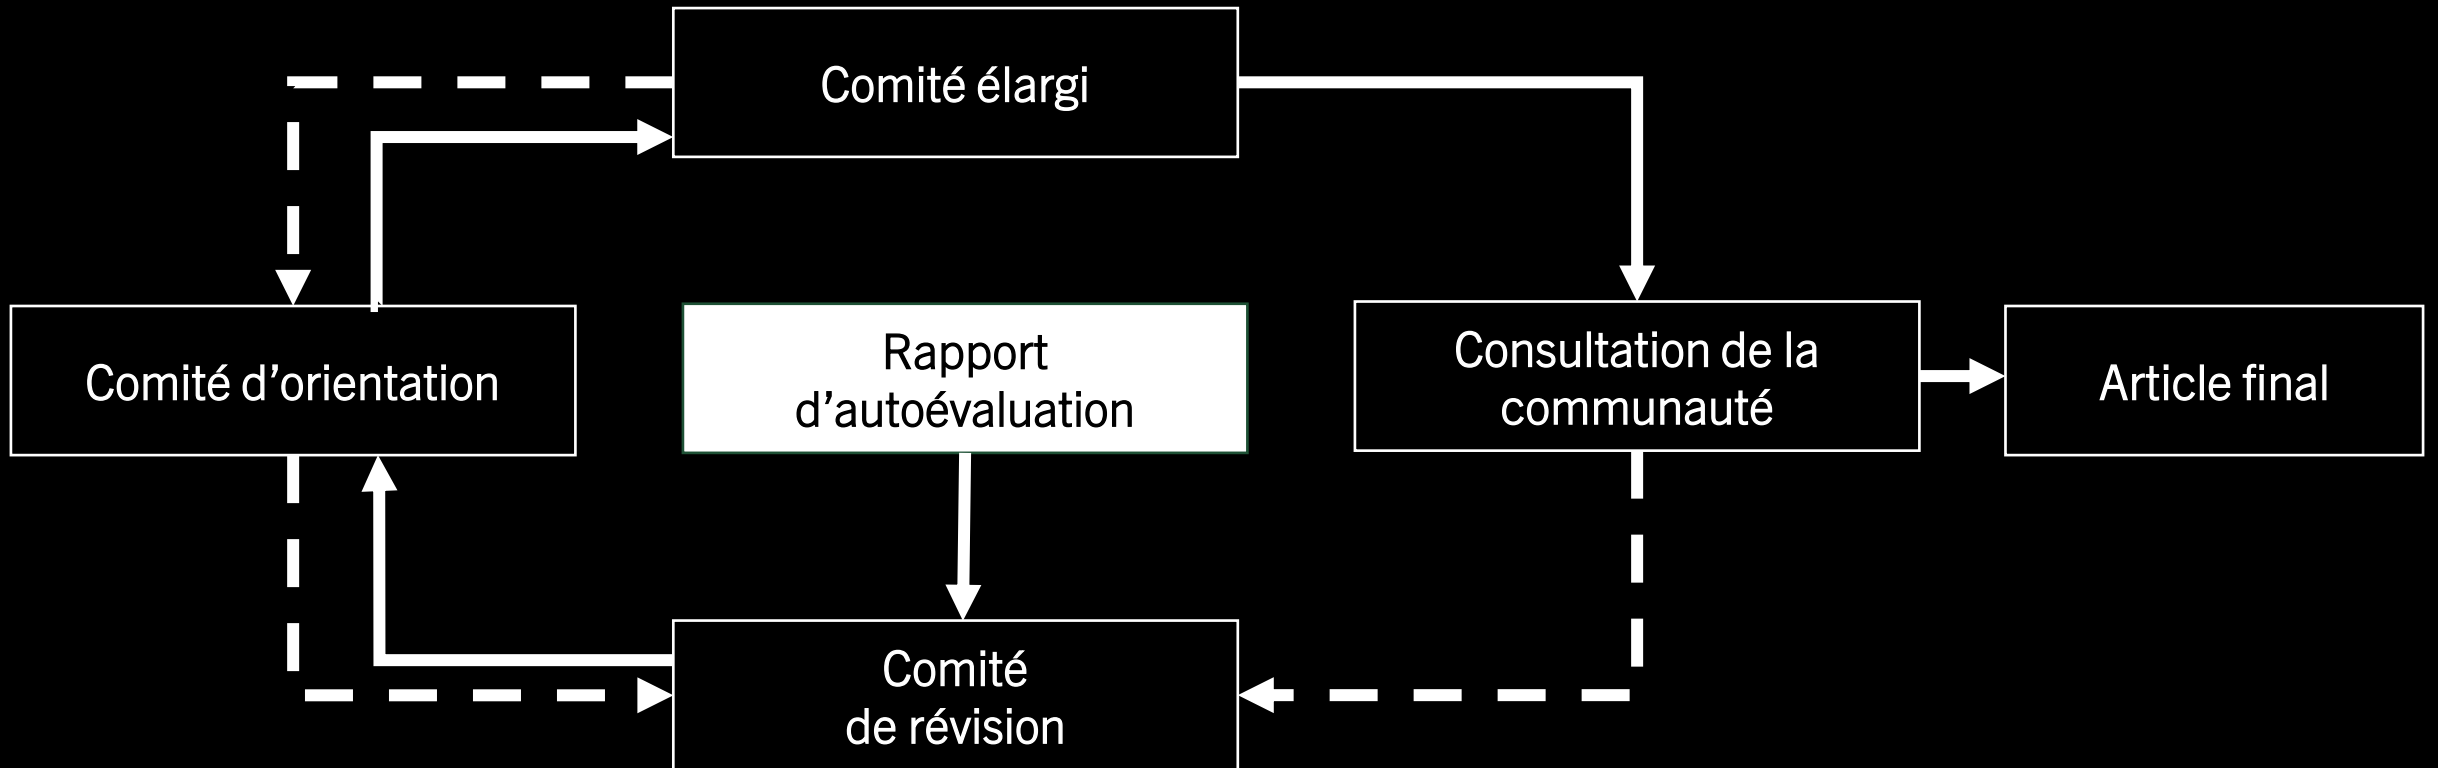 Comité élargi
Comité d’orientation
Rapport
d’autoévaluation
Consultation de la
communauté
Article final
Comité
de révision